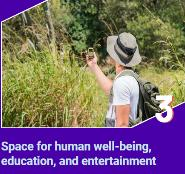 3
Space for human well-being,
education, and entertainment